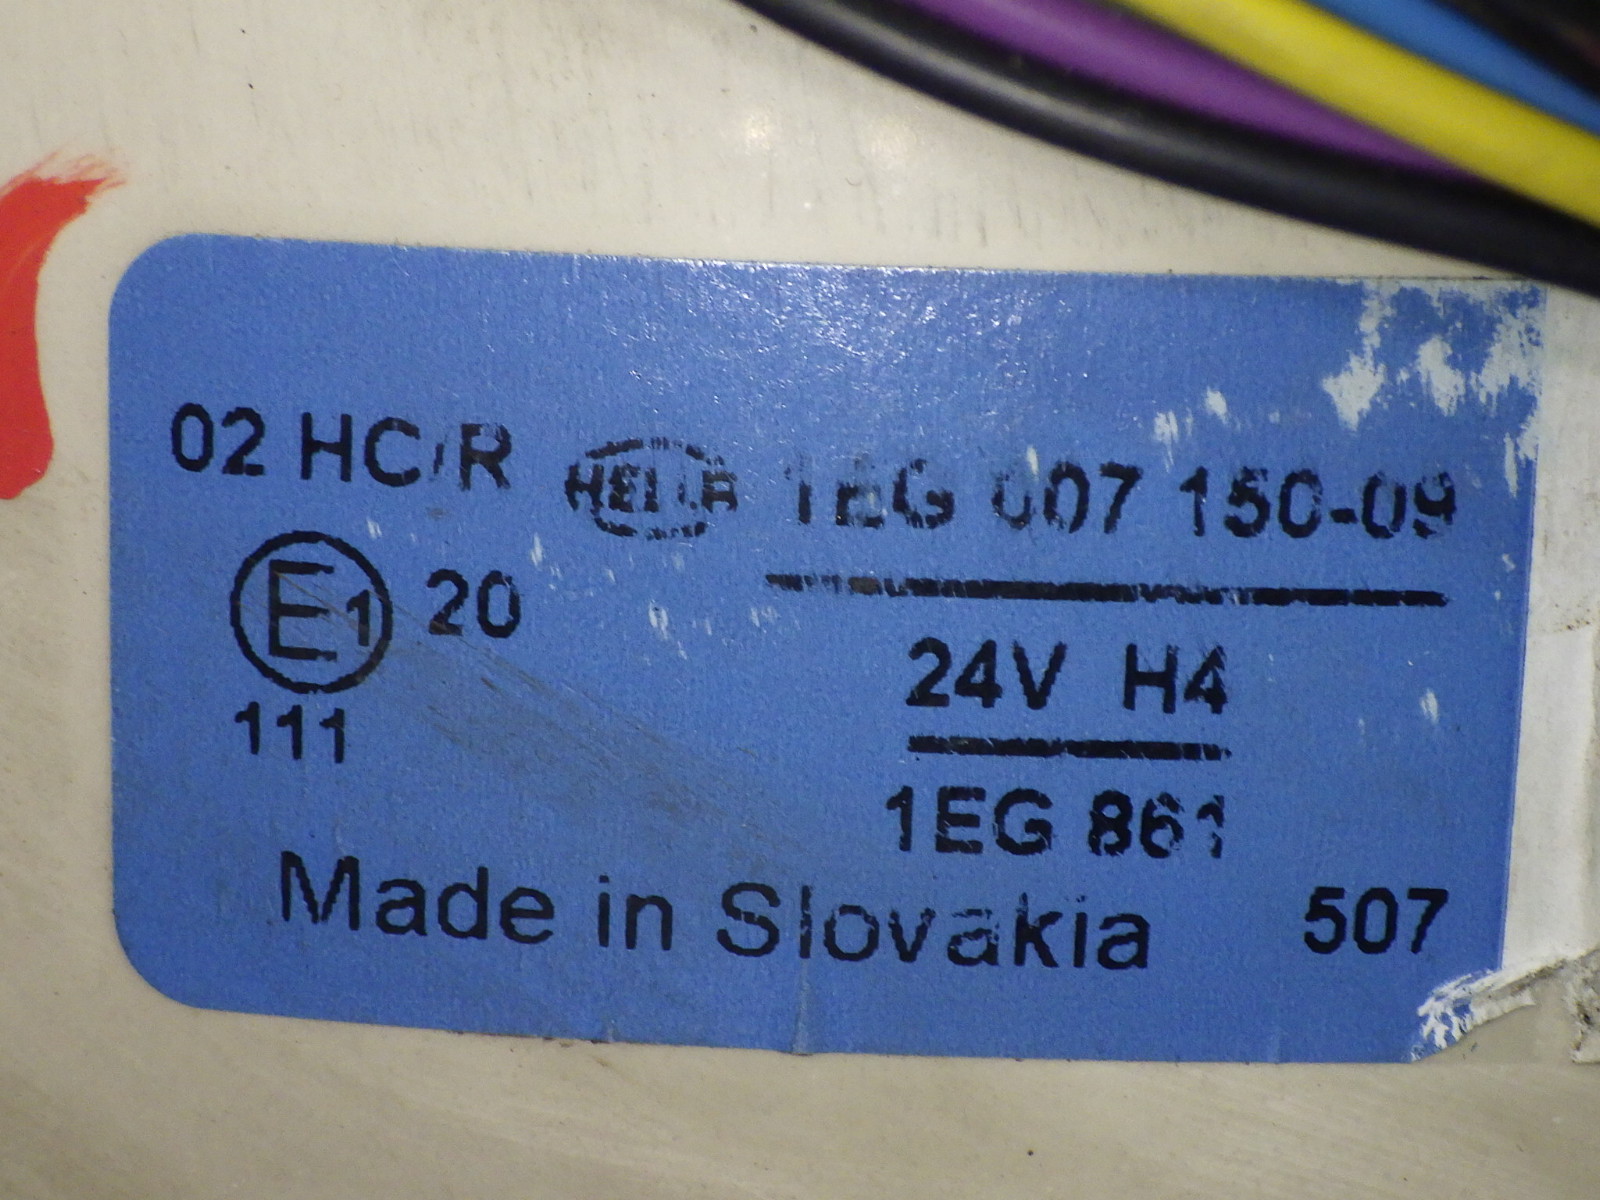 02 HC/R HELLA 1EG 007 150-09
E1 20
24V H4
111
1EG 861
Made in Slovakia 507